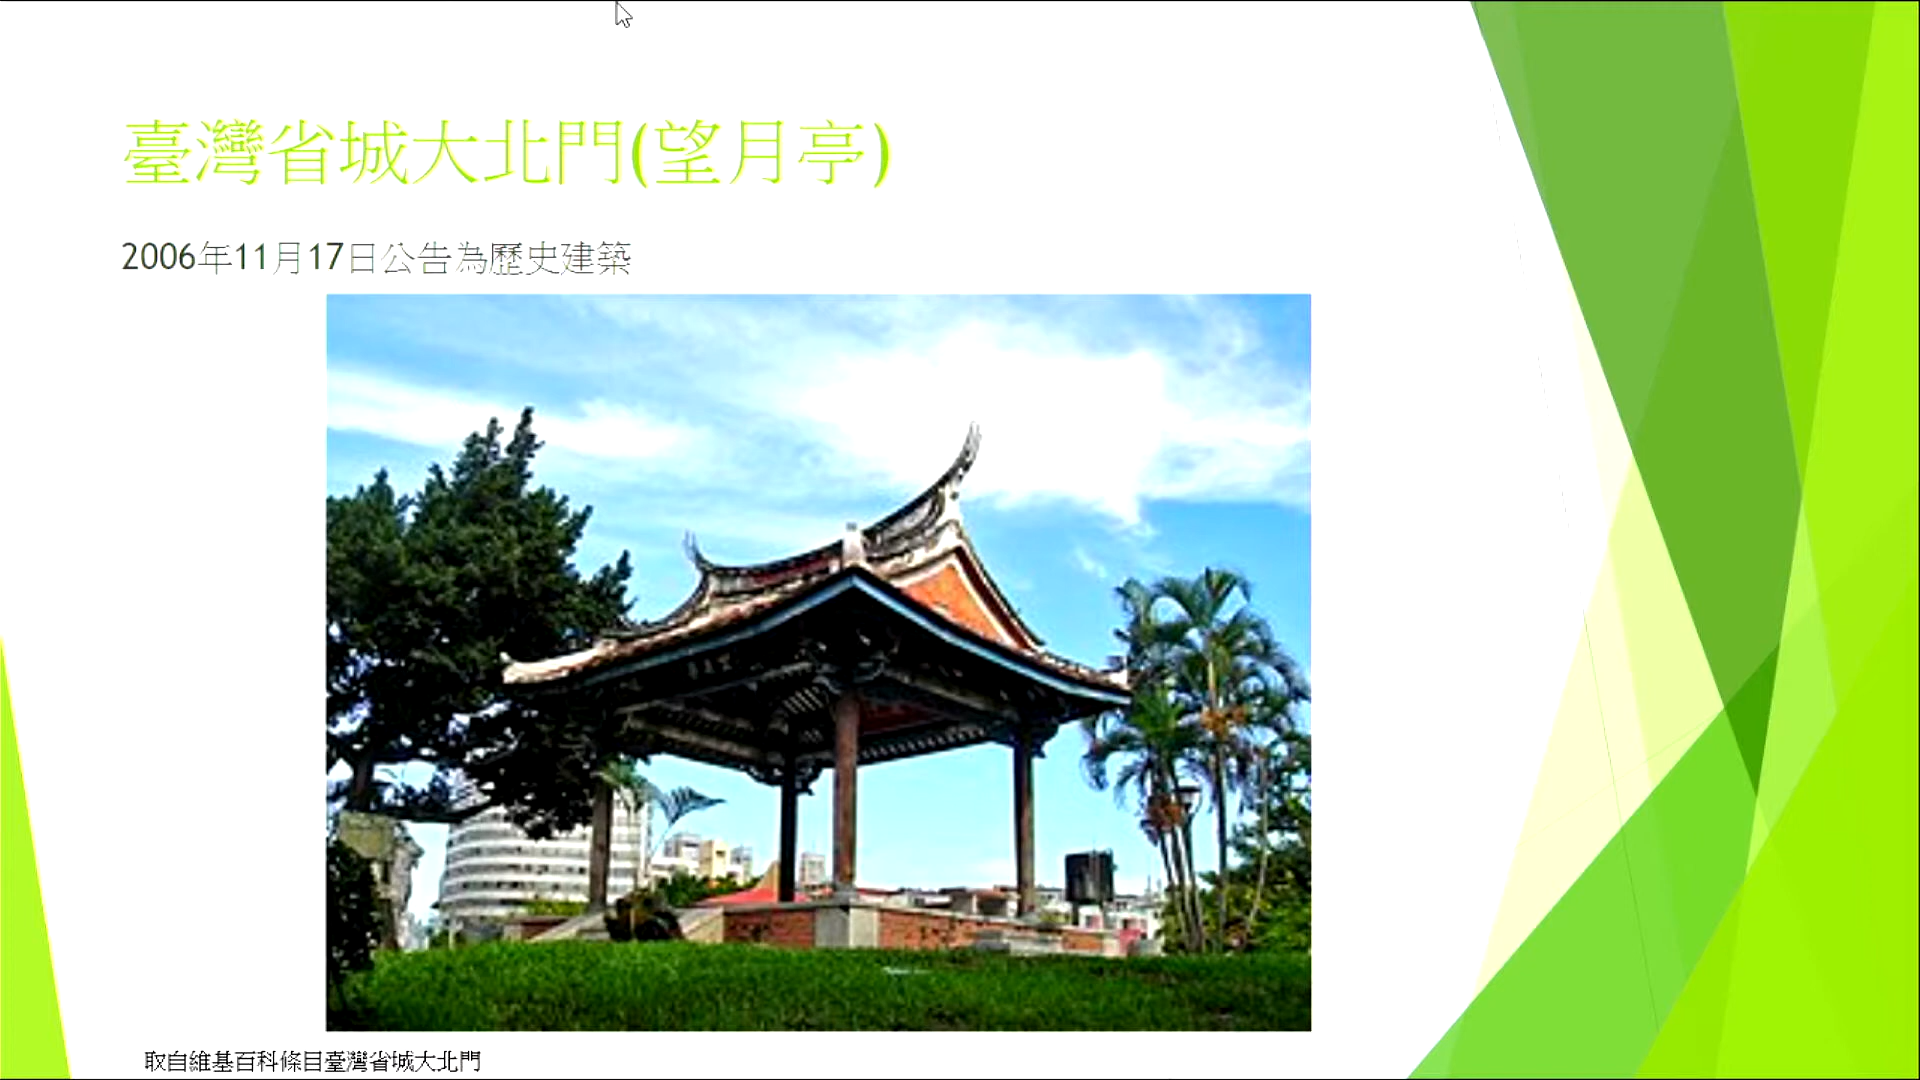 臺灣省城大北門(望月亭)
2006年11月17日公告為歷史建築
取自維基百科條目臺灣省城大北門